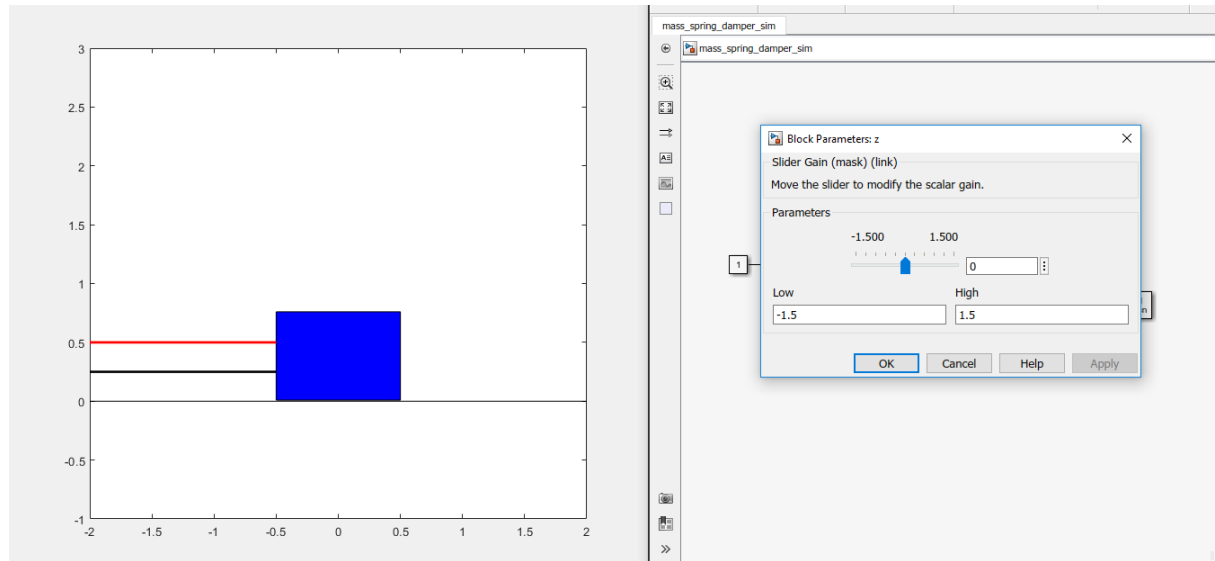 3
2.5
2
1.5
1
0.5
0
-0.5
-1
-2
-1.5
-1
-0.5
0
0.5
1
1.5
2
mass_spring_damper_sim
mass_spring_damper_sim
Block Parameters: z
Slider Gain (mask) (link)
Move the slider to modify the scalar gain.
Parameters
-1.500 1.500
0
1
Low High
-1.5 1.5
n
OK Cancel Help Apply